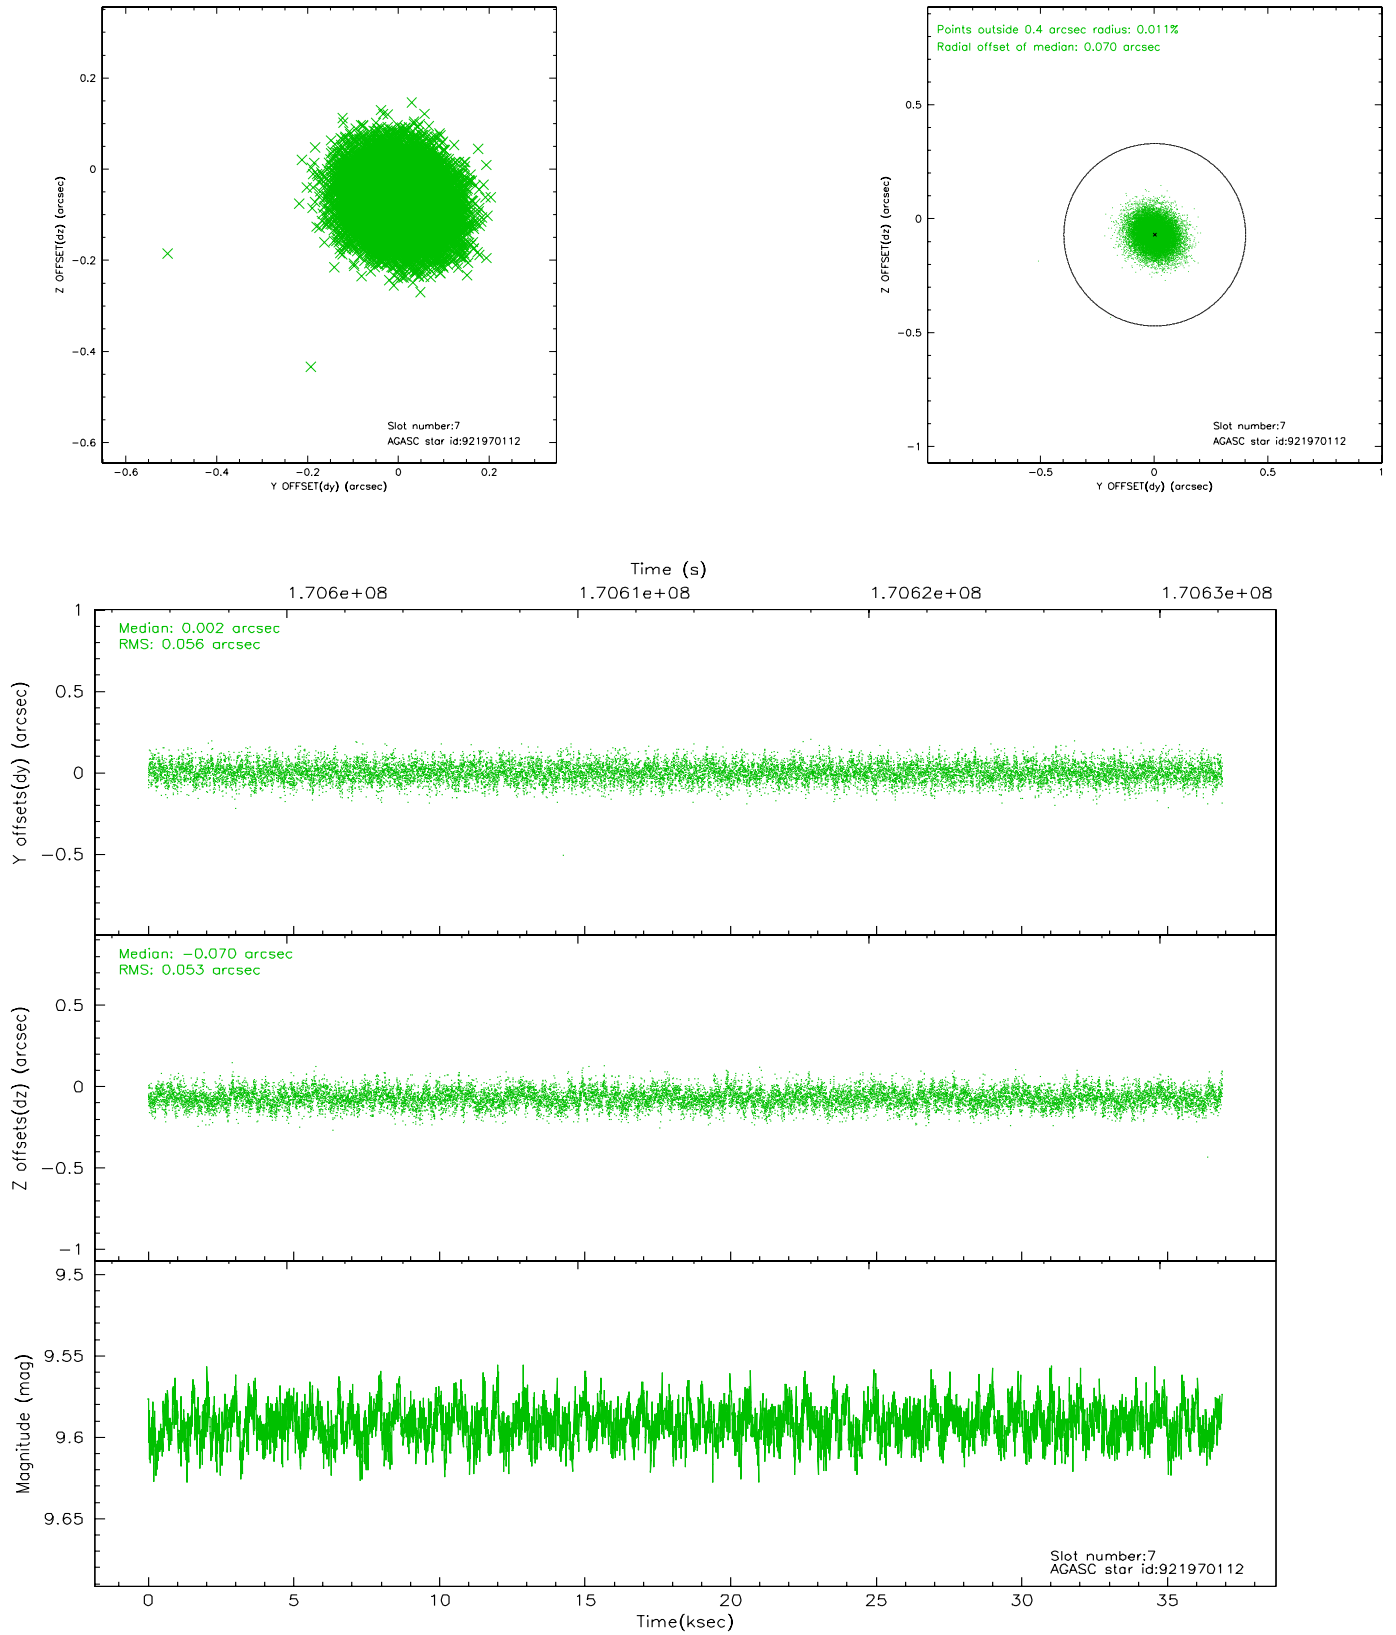 0.2
0
−0.2
−0.4
−0.6
Z OFFSET(dz) (arcsec)
Slot number:7
AGASC star id:921970112
−0.6
−0.4
−0.2
0
0.2
Y OFFSET(dy) (arcsec)
Points outside 0.4 arcsec radius: 0.011%
Radial offset of median: 0.070 arcsec
0.5
0
−0.5
−1
Z OFFSET(dz) (arcsec)
Slot number:7
AGASC star id:921970112
−0.5
0
0.5
1
Y OFFSET(dy) (arcsec)
Time (s)
1.706e+08
1.7061e+08
1.7062e+08
1.7063e+08
Median: 0.002 arcsec
RMS: 0.056 arcsec
1
0.5
0
−0.5
Y offsets(dy) (arcsec)
Median: −0.070 arcsec
RMS: 0.053 arcsec
0.5
0
−0.5
−1
Z offsets(dz) (arcsec)
9.5
9.55
9.6
9.65
Magnitude (mag)
Slot number:7
AGASC star id:921970112
0
5
10
15
20
25
30
35
Time(ksec)